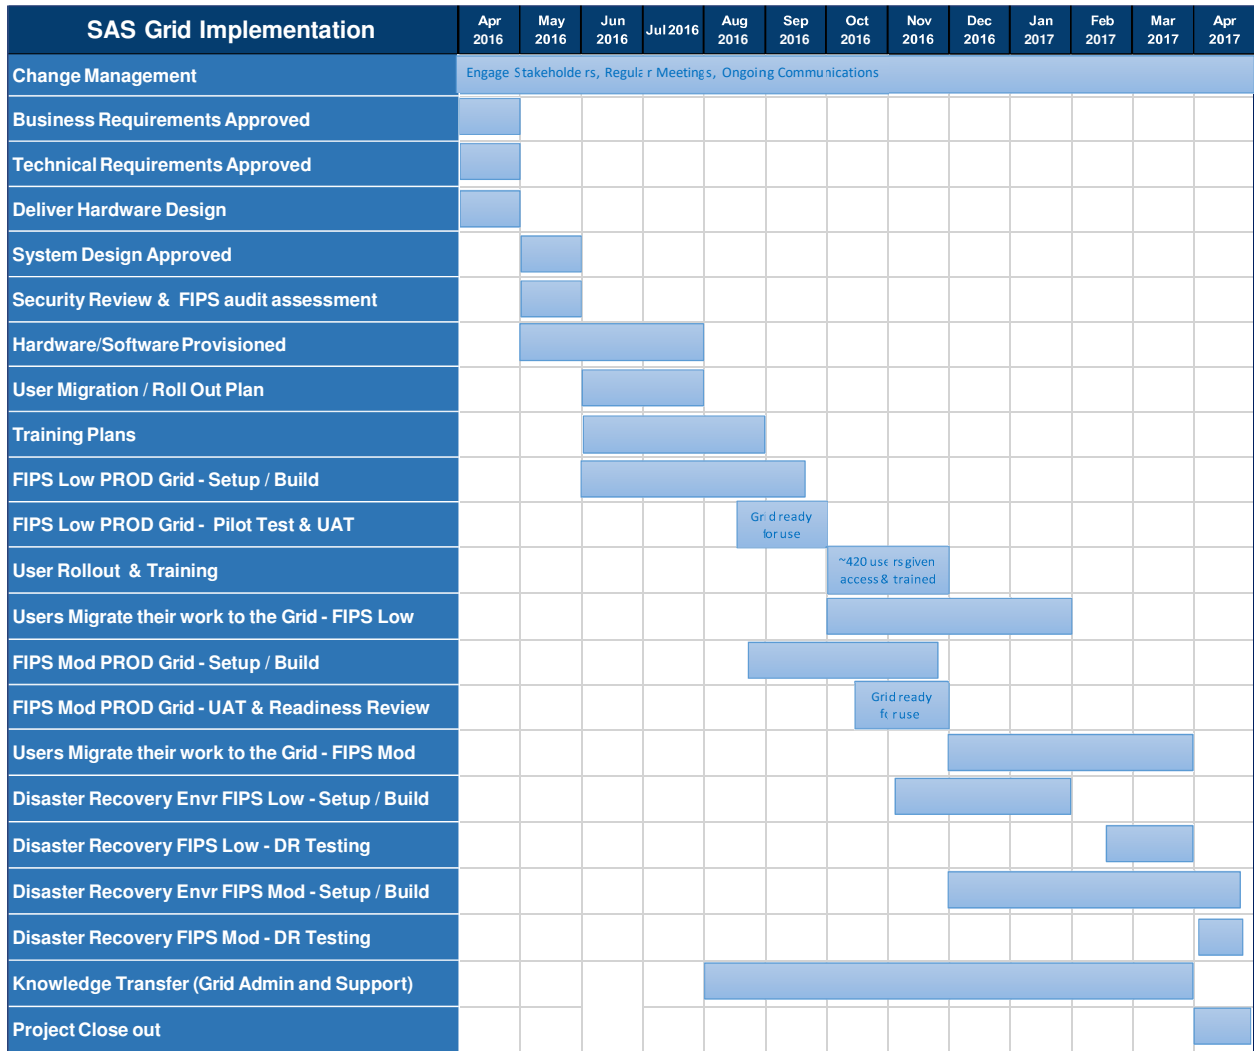 SAS Grid Implementation
Apr 2016
May 2016
Jun 2016
Jul 2016
Aug 2016
Sep 2016
Oct 2016
Nov 2016
Dec 2016
Jan 2017
Feb 2017
Mar 2017
Apr 2017
Change Management
Engage Stakeholders, Regular Meetings, Ongoing Communications
Business Requirements Approved
Technical Requirements Approved
Deliver Hardware Design
System Design Approved
Security Review & FIPS audit assessment
Hardware/Software Provisioned
User Migration / Roll Out Plan
Training Plans
FIPS Low PROD Grid - Setup / Build
FIPS Low PROD Grid - Pilot Test & UAT
Grid ready
for use
User Rollout & Training
~420 users given
access & trained
Users Migrate their work to the Grid - FIPS Low
FIPS Mod PROD Grid - Setup / Build
FIPS Mod PROD Grid - UAT & Readiness Review
Grid ready
for use
Users Migrate their work to the Grid - FIPS Mod
Disaster Recovery Envr FIPS Low - Setup / Build
Disaster Recovery FIPS Low - DR Testing
Disaster Recovery Envr FIPS Mod - Setup / Build
Disaster Recovery FIPS Mod - DR Testing
Knowledge Transfer (Grid Admin and Support)
Project Close out